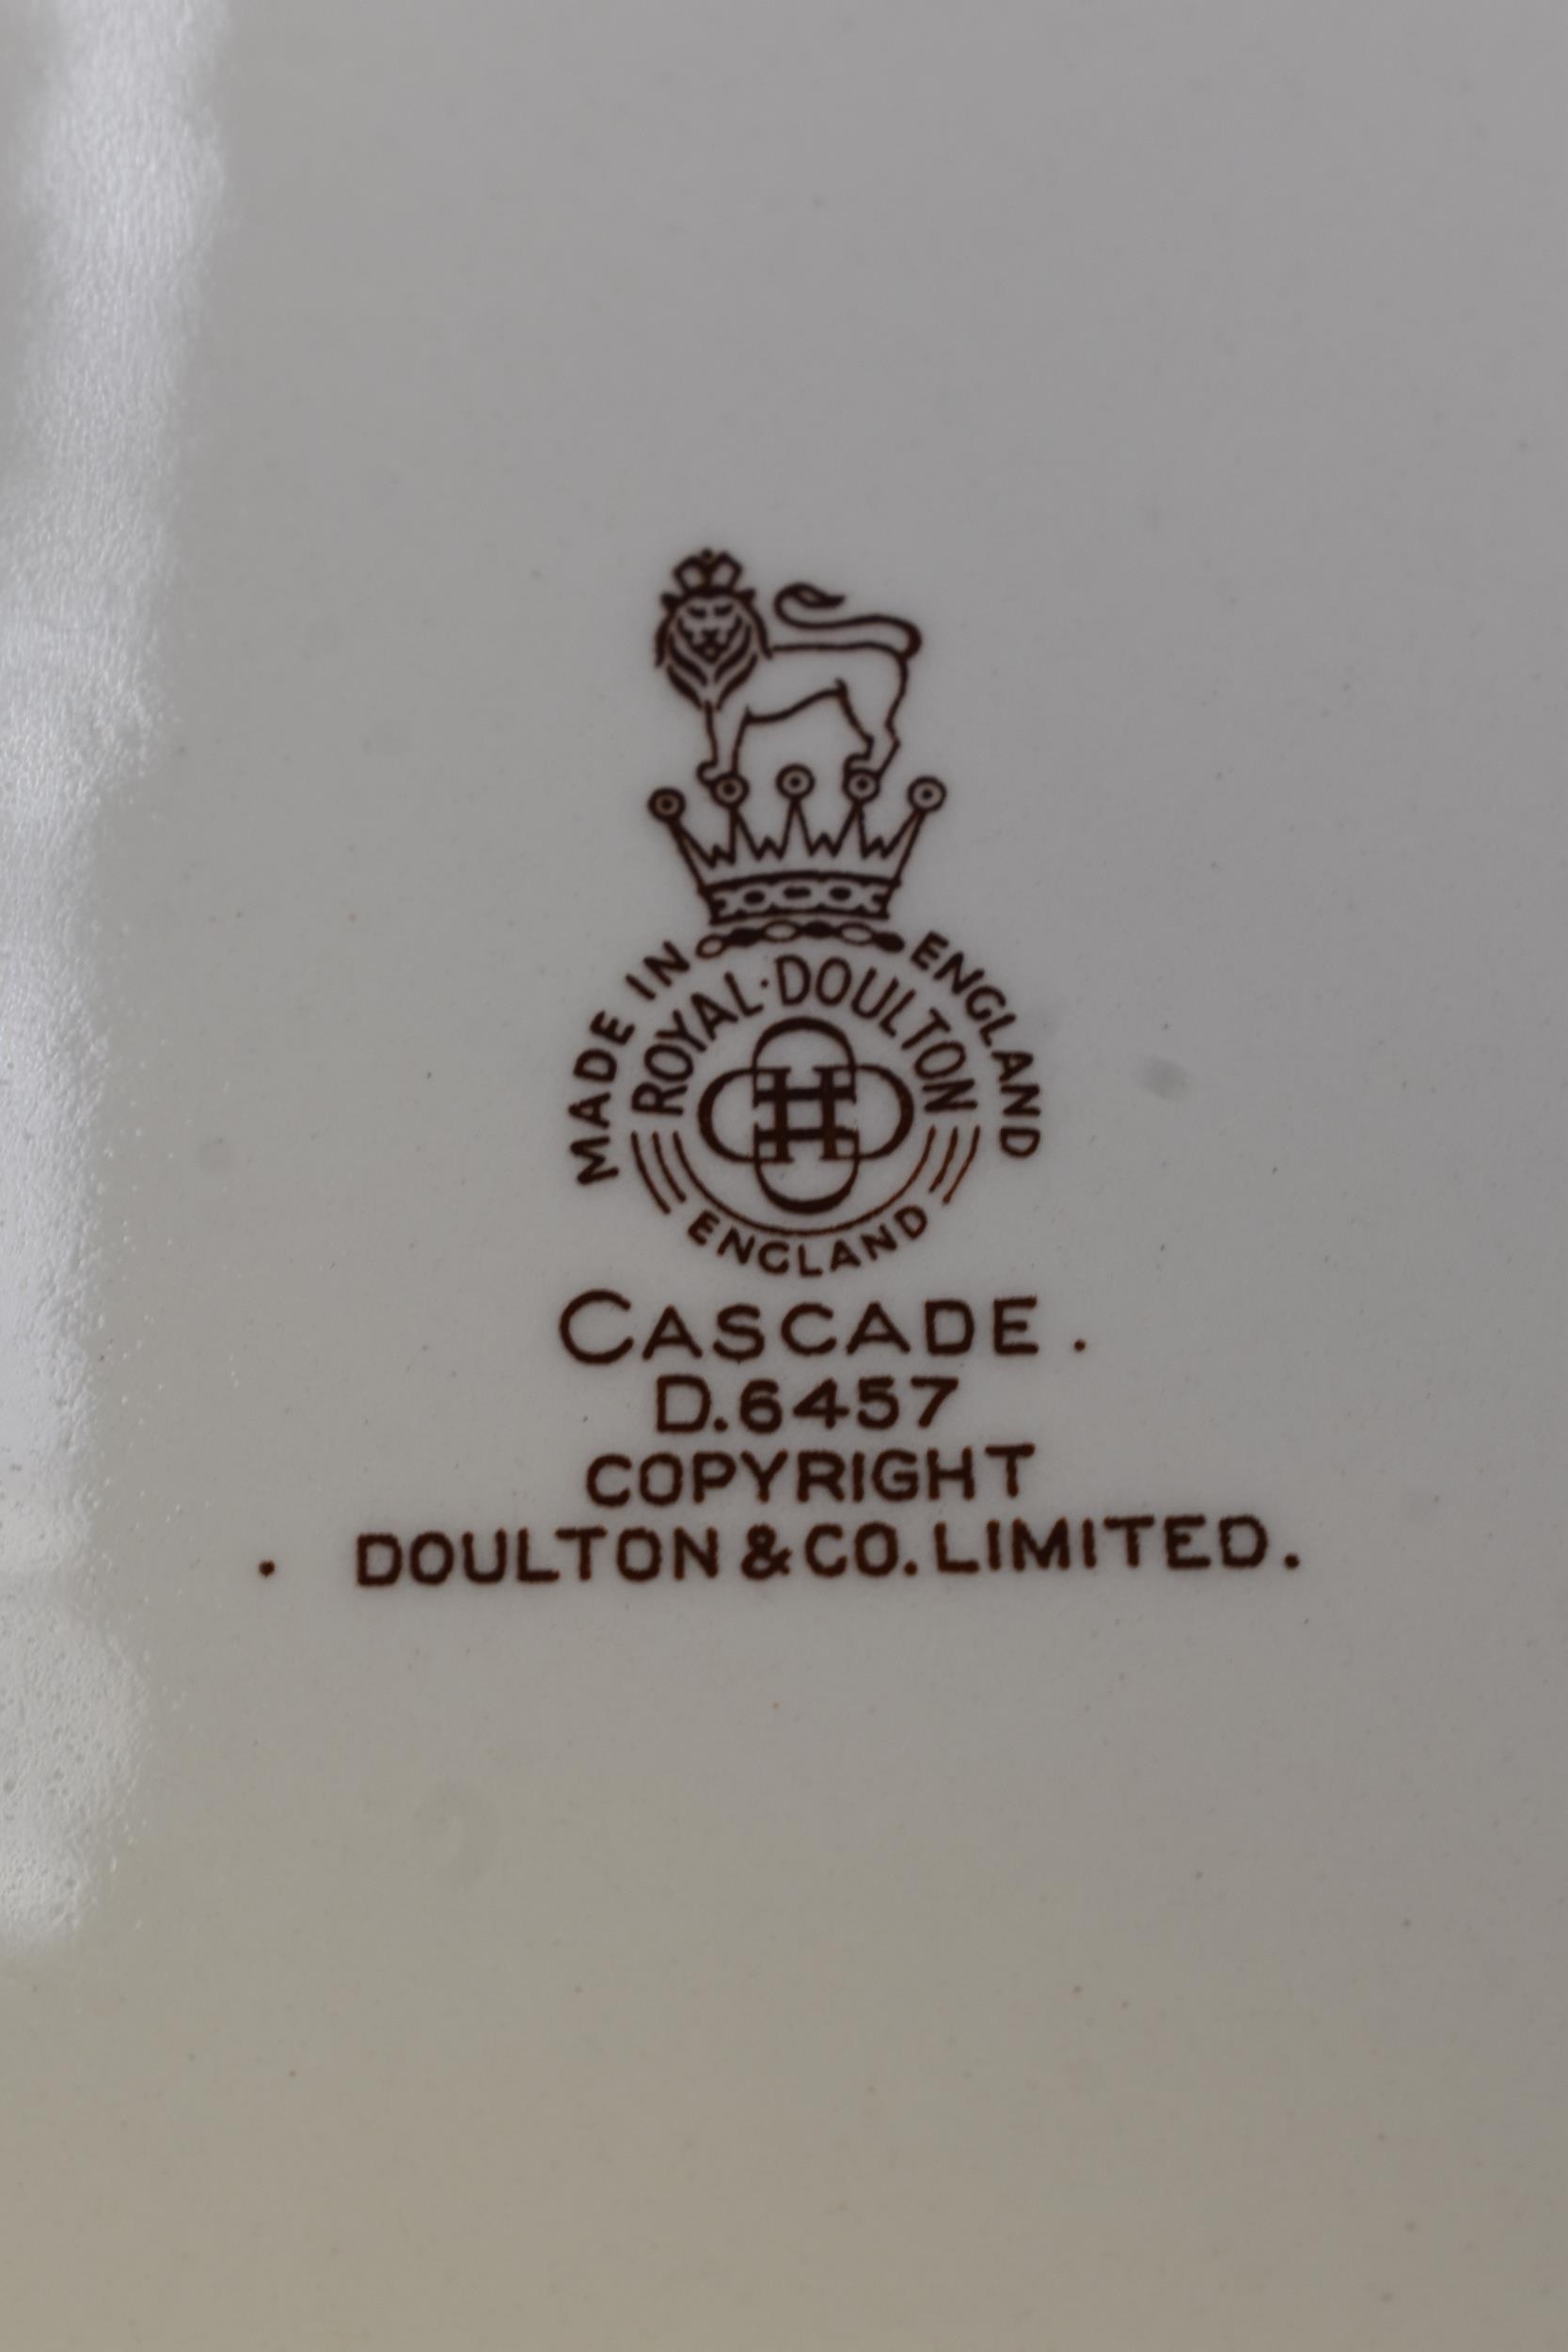 MADE IN ENGLAND
ROYAL·DOULTON
ENGLAND
CASCADE.
D.6457
COPYRIGHT
DOULTON & CO. LIMITED.